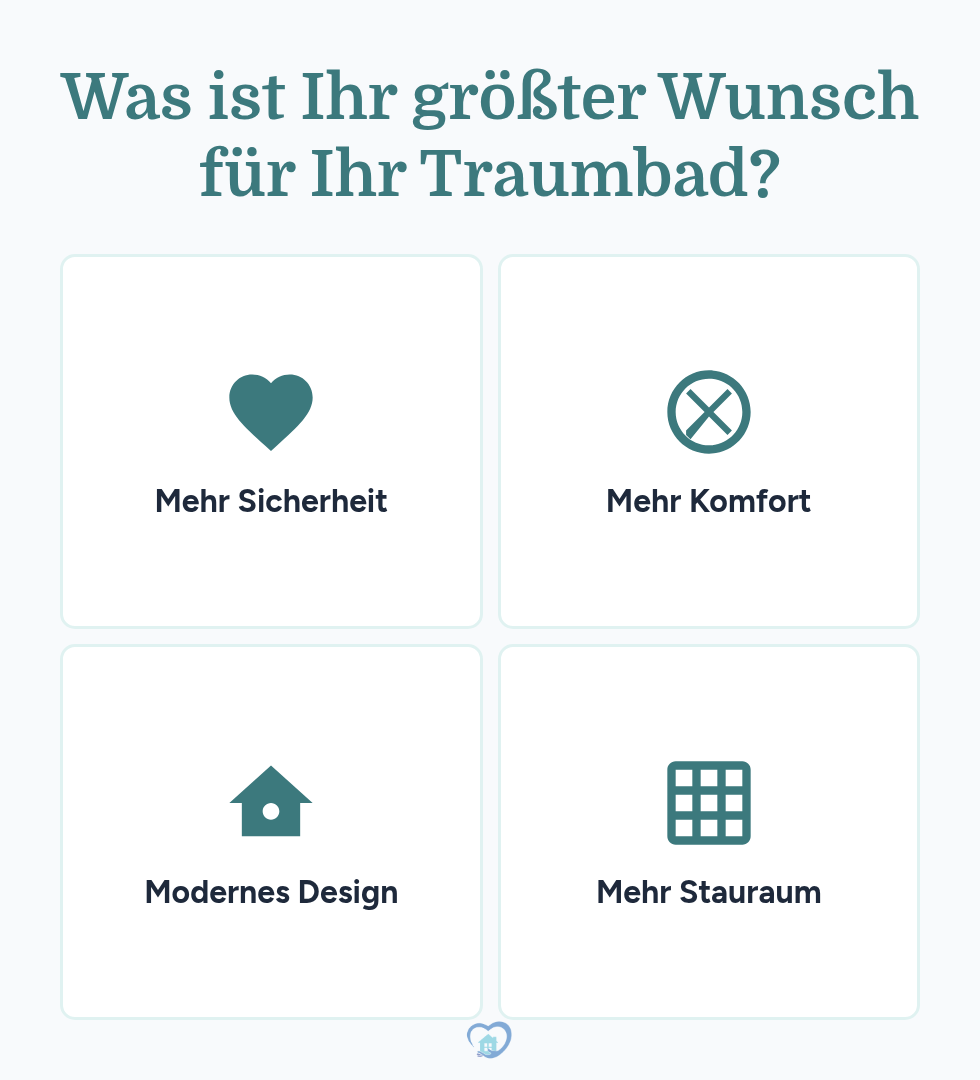 Was ist Ihr größter Wunsch
für Ihr Traumbad?
Mehr Sicherheit
Mehr Komfort
Modernes Design
Mehr Stauraum